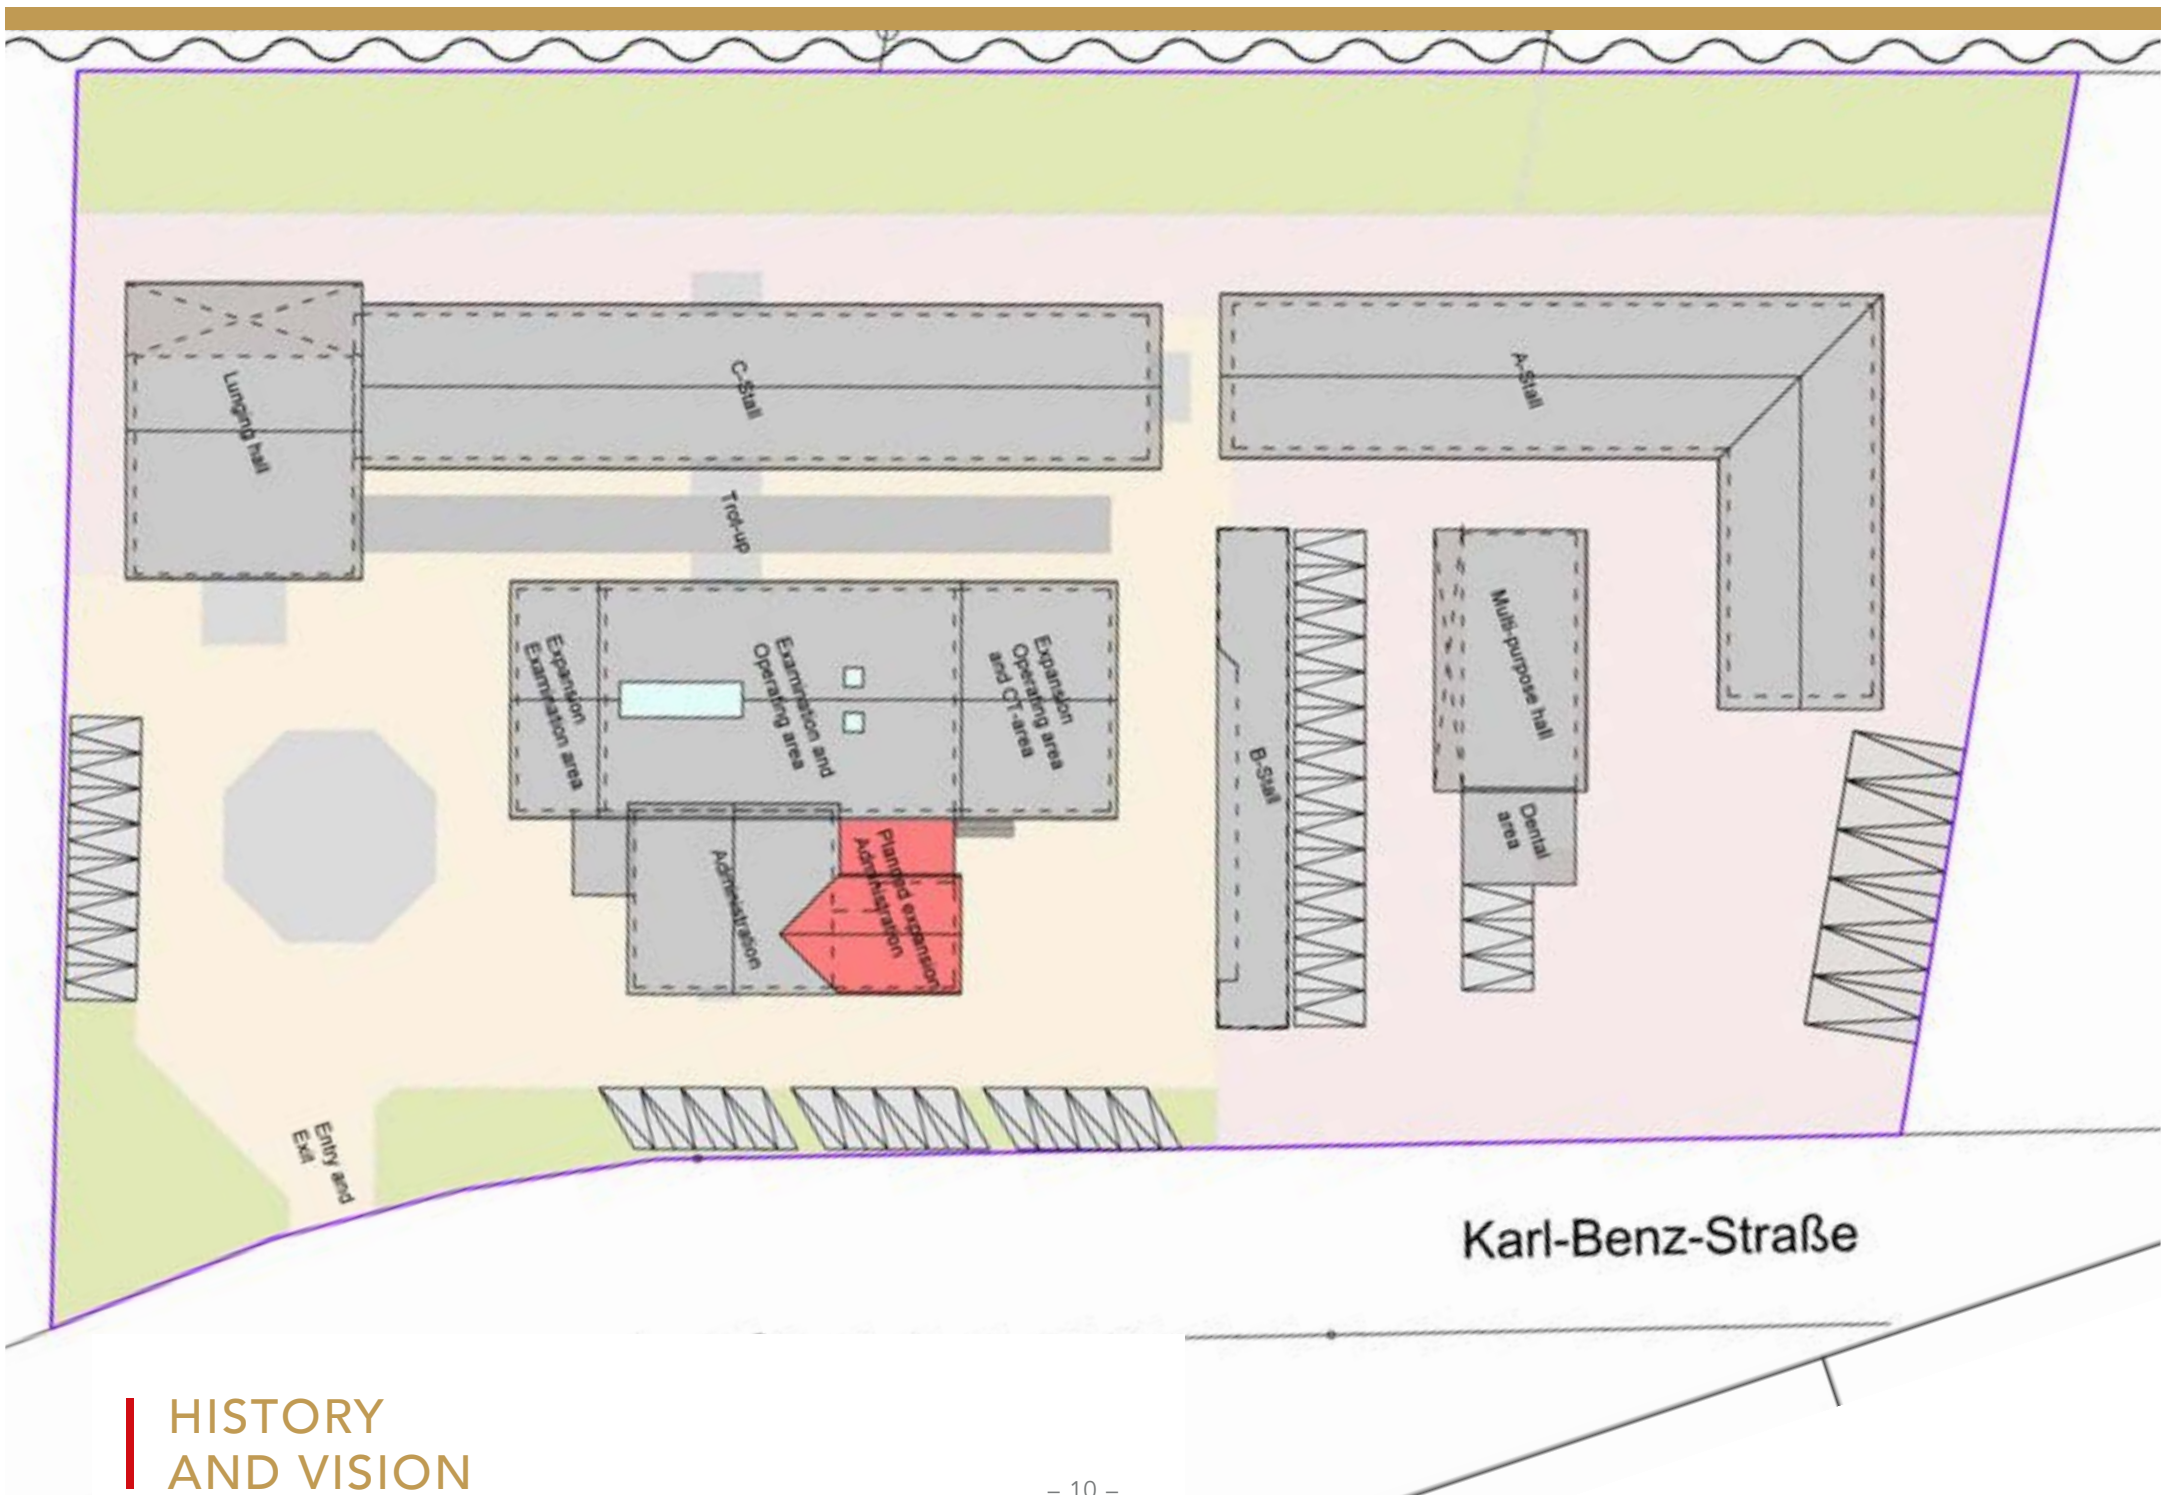 C-Stall
A-Stall
Lunging hall
Trot-up
Expansion
Examination area
Examination and
Operating area
Expansion
Operating area
and CT-area
B-Stall
Multi-purpose hall
Dental
area
Administration
Planned expansion
Administration
Entry and
Exit
Karl-Benz-Straße
HISTORY
AND VISION
– 10 –